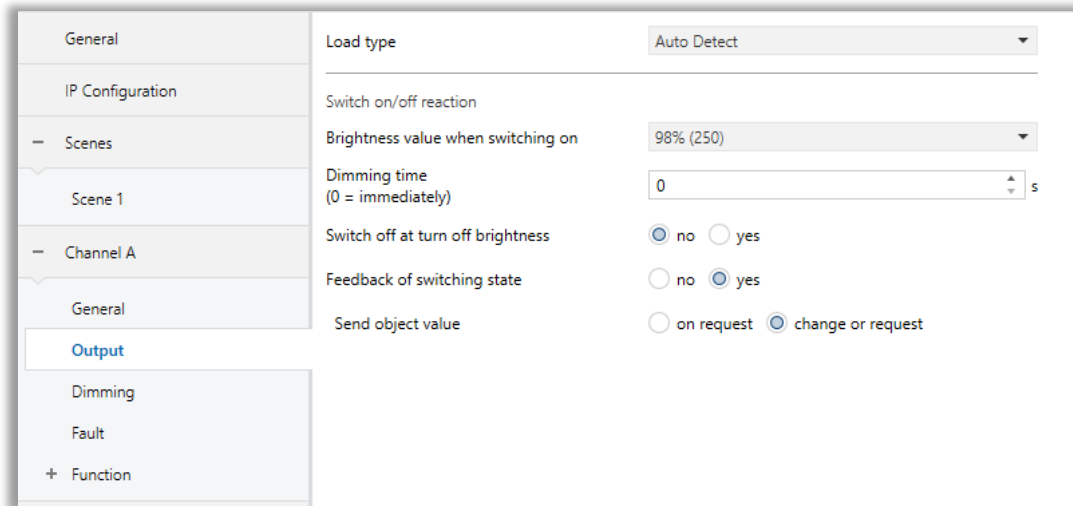 General
IP Configuration
Scenes
Scene 1
Channel A
General
Output
Dimming
Fault
Function
Load type Auto Detect
Switch on/off reaction
Brightness value when switching on 98% (250)
Dimming time
(0 = immediately) 0 s
Switch off at turn off brightness no yes
Feedback of switching state no yes
Send object value on request change or request